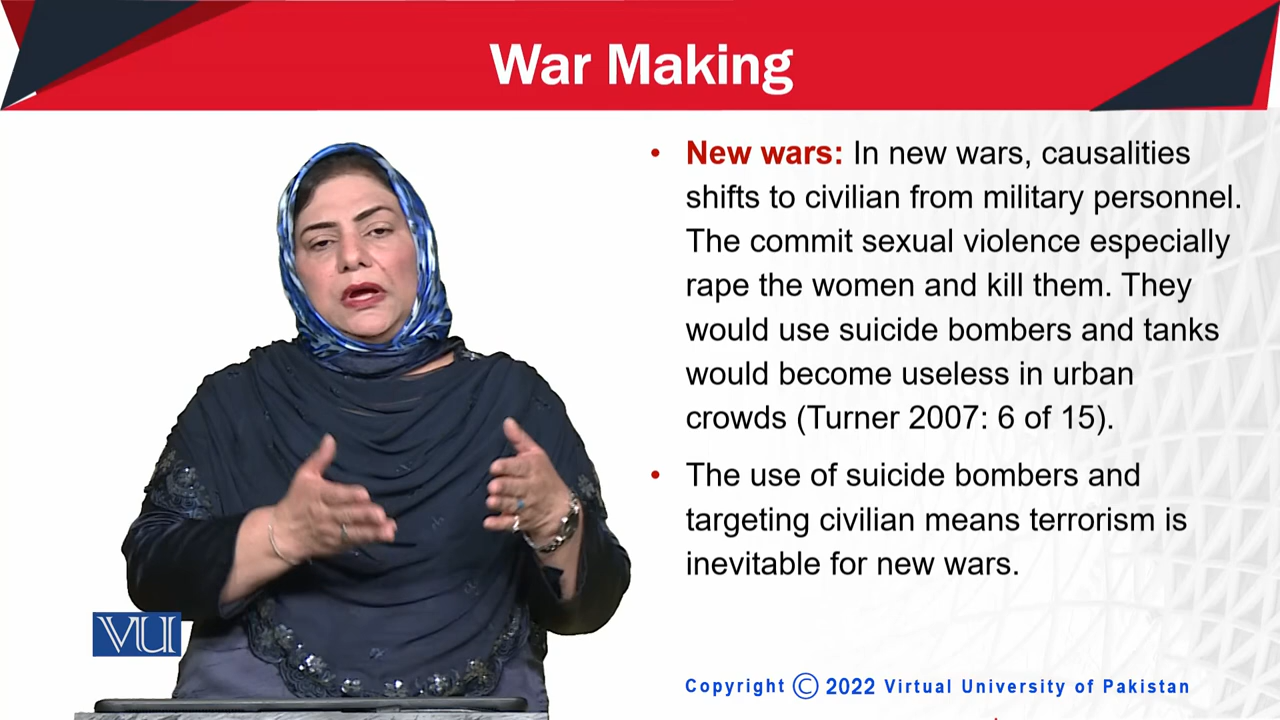 War Making
• New wars: In new wars, causalities
shifts to civilian from military personnel.
The commit sexual violence especially
rape the women and kill them. They
would use suicide bombers and tanks
would become useless in urban
crowds (Turner 2007: 6 of 15).
• The use of suicide bombers and
targeting civilian means terrorism is
inevitable for new wars.
VU
Copyright © 2022 Virtual University of Pakistan